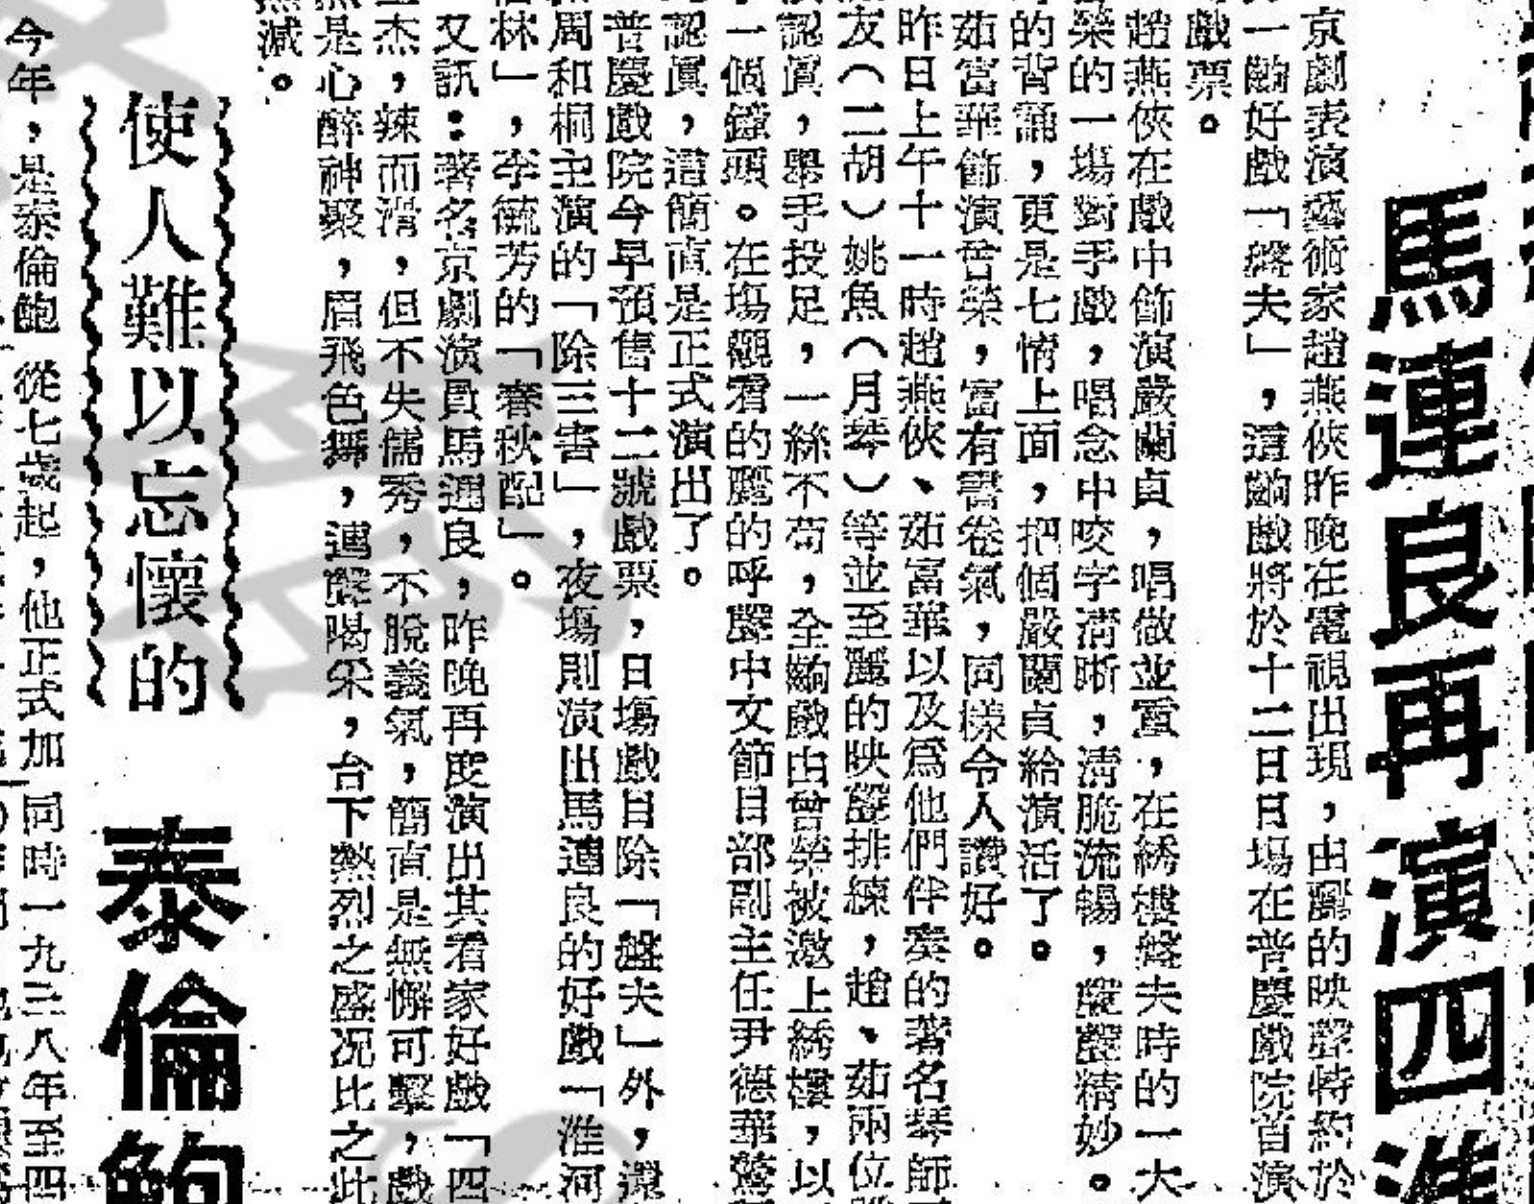 馬連良再演四
京劇表演藝術家趙燕俠昨晚在電視出現，由麗的映聲特約於
一齣好戲「盤夫」，這齣戲將於十二日日場在普慶戲院首演
戲票。
趙燕俠在戲中飾演嚴蘭貞，唱做並重，在綉樓盤夫時的一大
榮的一場對手戲，唱念中咬字清晰，清脆流暢，聲聲精妙。
的背誦，更是七情上面，把個嚴蘭貞給演活了。
茹富華飾演曾榮，富有書卷氣，同樣令人讚好。
昨日上午十一時趙燕俠、茹富華以及爲他們伴奏的著名琴師
友（二胡）姚魚（月琴）等並至麗的映聲排練，趙、茹兩位
認眞，舉手投足，一絲不苟，全齣戲由曾榮被邀上綉樓，以
一個鏡頭。在場觀看的麗的呼聲中文節目部副主任尹德華驚
認眞，這簡直是正式演出了。
普慶戲院今早預售十二號戲票，日場戲目除「盤夫」外，還
周和桐主演的「除三害」，夜場則演出馬連良的好戲「淮河
林」，李毓芳的「春秋配」。
又訊：著名京劇演員馬連良，昨晚再度演出其看家好戲「四
杰，辣而滑，但不失儒秀，不脫義氣，簡直是無懈可擊，戲
是心醉神聚，眉飛色舞，連聲喝采，台下熱烈之盛况比之此
減。
使人難以忘懷的 泰倫鮑
今年，是泰倫鮑
從七歲起，他正式加
同時一九三八年至四